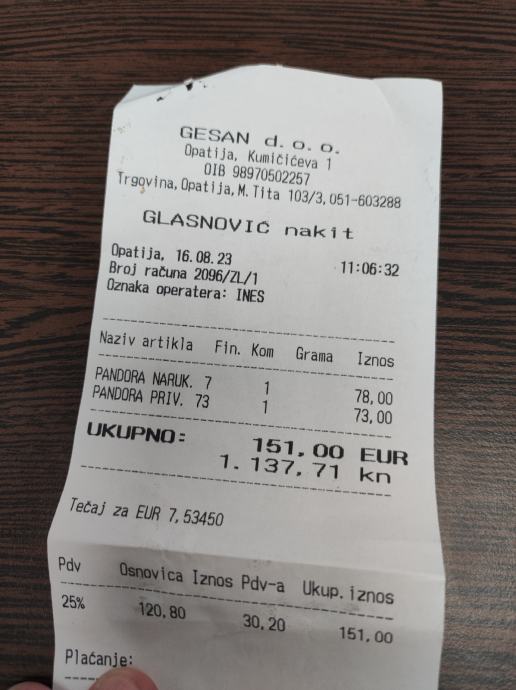 GESAN d. o. o.
Opatija, Kumičićeva 1
OIB 98970502257
Trgovina, Opatija, M. Tita 103/3, 051-603288
GLASNOVIĆ nakit
Opatija, 16.08.23 11:06:32
Broj računa 2096/ZL/1
Oznaka operatera: INES
Naziv artikla Fin. Kom Grama Iznos
PANDORA NARUK. 7 1 78,00
PANDORA PRIV. 73 1 73,00
UKUPNO: 151,00 EUR
1.137,71 kn
Tečaj za EUR 7,53450
Pdv Osnovica Iznos Pdv-a Ukup. iznos
25% 120,80 30,20 151,00
Plaćanje: